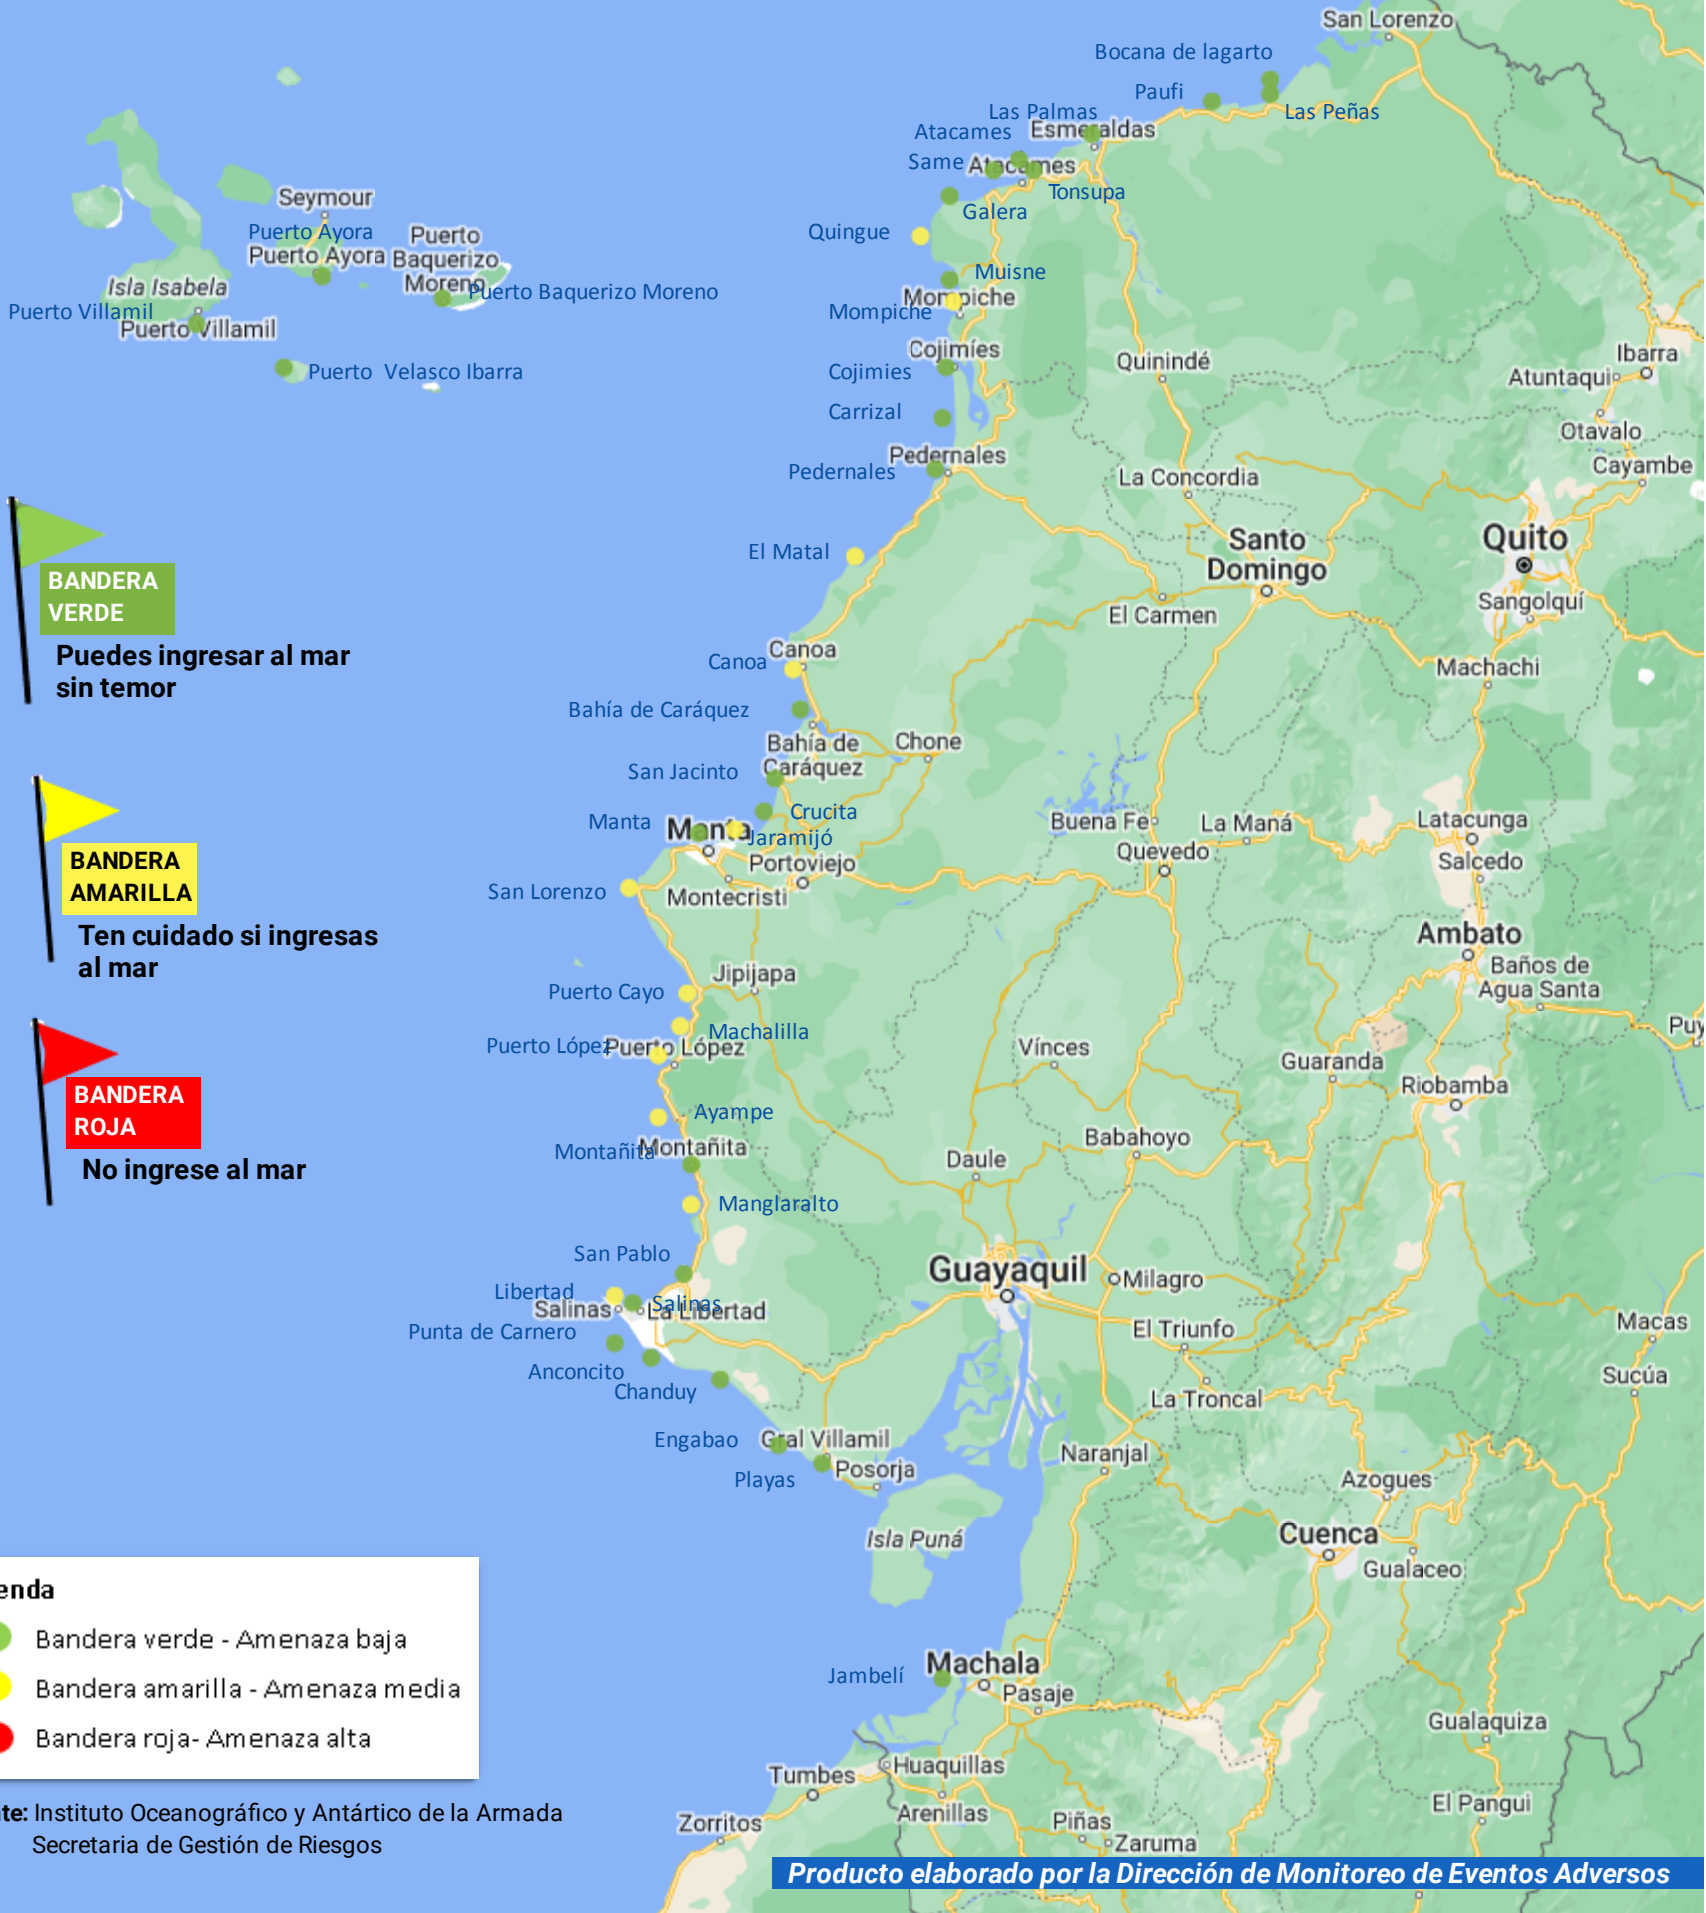 San Lorenzo
Bocana de lagarto
Paufi
Las Peñas
Las Palmas
Atacames
Esmeraldas
Same
Atacames
Tonsupa
Galera
Quingue
Muisne
Mompiche
Mompiche
Cojimíes
Cojimies
Carrizal
Pedernales
Pedernales
El Matal
Canoa
Canoa
Bahía de Caráquez
Bahía de
Caráquez
Chone
San Jacinto
Crucita
Manta
Manta
Jaramijó
Portoviejo
Montecristi
San Lorenzo
Jipijapa
Puerto Cayo
Machalilla
Puerto López
Puerto López
Ayampe
Montañita
Montañita
Manglaralto
San Pablo
Libertad
Salinas
Salinas
La Libertad
Punta de Carnero
Anconcito
Chanduy
Engabao
Gral Villamil
Playas
Posorja
Isla Puná
Jambelí
Machala
Pasaje
Huaquillas
Tumbes
Arenillas
Zorritos
Piñas
Zaruma
Seymour
Puerto Ayora
Puerto Ayora
Puerto
Baquerizo
Moreno
Puerto Baquerizo Moreno
Isla Isabela
Puerto Villamil
Puerto Villamil
Puerto Velasco Ibarra
Quinindé
Ibarra
Atuntaqui
Otavalo
Cayambe
La Concordia
Santo
Domingo
Quito
Sangolquí
El Carmen
Machachi
Buena Fe
La Maná
Latacunga
Quevedo
Salcedo
Ambato
Baños de
Agua Santa
Puy
Vínces
Guaranda
Riobamba
Babahoyo
Daule
Guayaquil
Milagro
El Triunfo
Macas
Sucúa
La Troncal
Naranjal
Azogues
Cuenca
Gualaceo
Gualaquiza
El Pangui
BANDERA
VERDE
Puedes ingresar al mar
sin temor
BANDERA
AMARILLA
Ten cuidado si ingresas
al mar
BANDERA
ROJA
No ingrese al mar
enda
Bandera verde - Amenaza baja
Bandera amarilla - Amenaza media
Bandera roja- Amenaza alta
te: Instituto Oceanográfico y Antártico de la Armada
Secretaria de Gestión de Riesgos
Producto elaborado por la Dirección de Monitoreo de Eventos Adversos